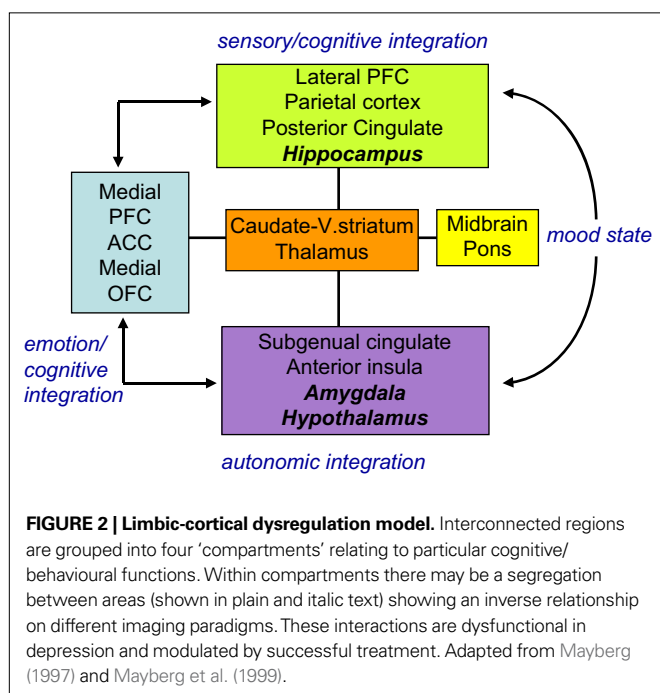 sensory/cognitive integration
Lateral PFC
Parietal cortex
Posterior Cingulate
Hippocampus
Medial
PFC
ACC
Medial
OFC
Caudate-V.striatum
Thalamus
Midbrain
Pons
mood state
emotion/
cognitive
integration
Subgenual cingulate
Anterior insula
Amygdala
Hypothalamus
autonomic integration
FIGURE 2 | Limbic-cortical dysregulation model. Interconnected regions
are grouped into four ‘compartments’ relating to particular cognitive/
behavioural functions. Within compartments there may be a segregation
between areas (shown in plain and italic text) showing an inverse relationship
on different imaging paradigms. These interactions are dysfunctional in
depression and modulated by successful treatment. Adapted from Mayberg
(1997) and Mayberg et al. (1999).